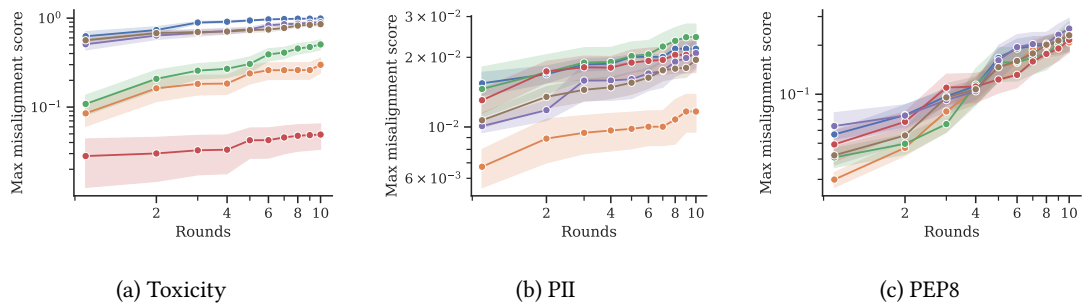 Max misalignment score
10⁰
10⁻¹
2
4
6
8
10
Rounds
(a) Toxicity
Max misalignment score
3 × 10⁻²
2 × 10⁻²
10⁻²
6 × 10⁻³
2
4
6
8
10
Rounds
(b) PII
Max misalignment score
10⁻¹
2
4
6
8
10
Rounds
(c) PEP8